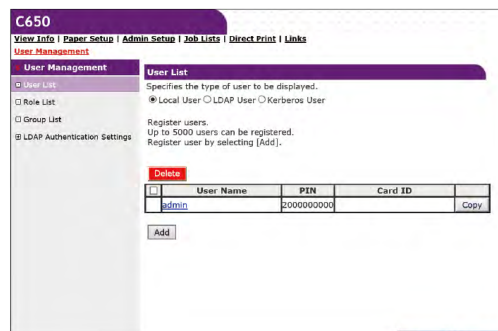 C650
View Info | Paper Setup | Admin Setup | Job Lists | Direct Print | Links
User Management
User Management
User List
Role List
Group List
LDAP Authentication Settings
User List
Specifies the type of user to be displayed.
Local User LDAP User Kerberos User
Register users.
Up to 5000 users can be registered.
Register user by selecting [Add].
Delete
User Name PIN Card ID
admin 2000000000 Copy
Add